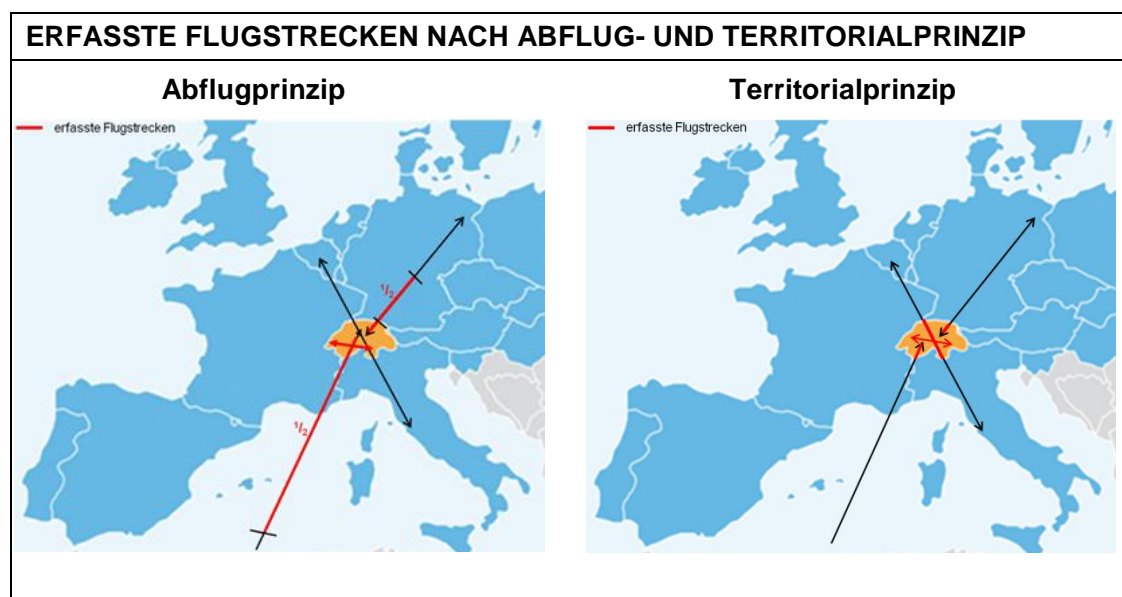 ERFASSTE FLUGSTRECKEN NACH ABFLUG- UND TERRITORIALPRINZIP
Abflugprinzip
Territorialprinzip
erfasste Flugstrecken
erfasste Flugstrecken
1/2
1/2